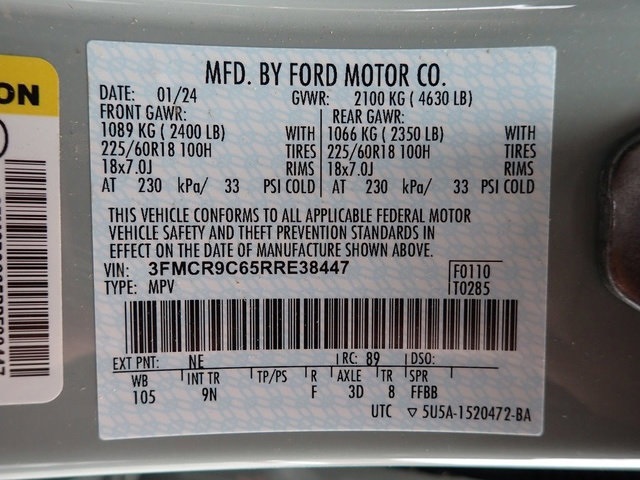 ON
MFD. BY FORD MOTOR CO.
DATE: 01/24 GVWR: 2100 KG ( 4630 LB)
FRONT GAWR: REAR GAWR:
1089 KG ( 2400 LB) WITH 1066 KG ( 2350 LB) WITH
225/60R18 100H TIRES 225/60R18 100H TIRES
18x7.0J RIMS 18x7.0J RIMS
AT 230 kPa/ 33 PSI COLD AT 230 kPa/ 33 PSI COLD
THIS VEHICLE CONFORMS TO ALL APPLICABLE FEDERAL MOTOR
VEHICLE SAFETY AND THEFT PREVENTION STANDARDS IN
EFFECT ON THE DATE OF MANUFACTURE SHOWN ABOVE.
VIN: 3FMCR9C65RRE38447 F0110
TYPE: MPV T0285
EXT PNT: NE RC: 89 DSO:
WB INT TR TP/PS R AXLE TR SPR
105 9N F 3D 8 FFBB
UTC ▽ 5U5A-1520472-BA